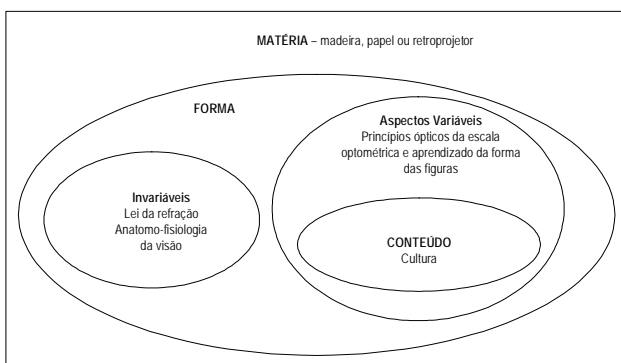 MATÉRIA – madeira, papel ou retroprojetor
FORMA
Aspectos Variáveis
Princípios ópticos da escala
optométrica e aprendizado da forma
das figuras
Invariáveis
Lei da refração
Anatomo-fisiologia
da visão
CONTEÚDO
Cultura